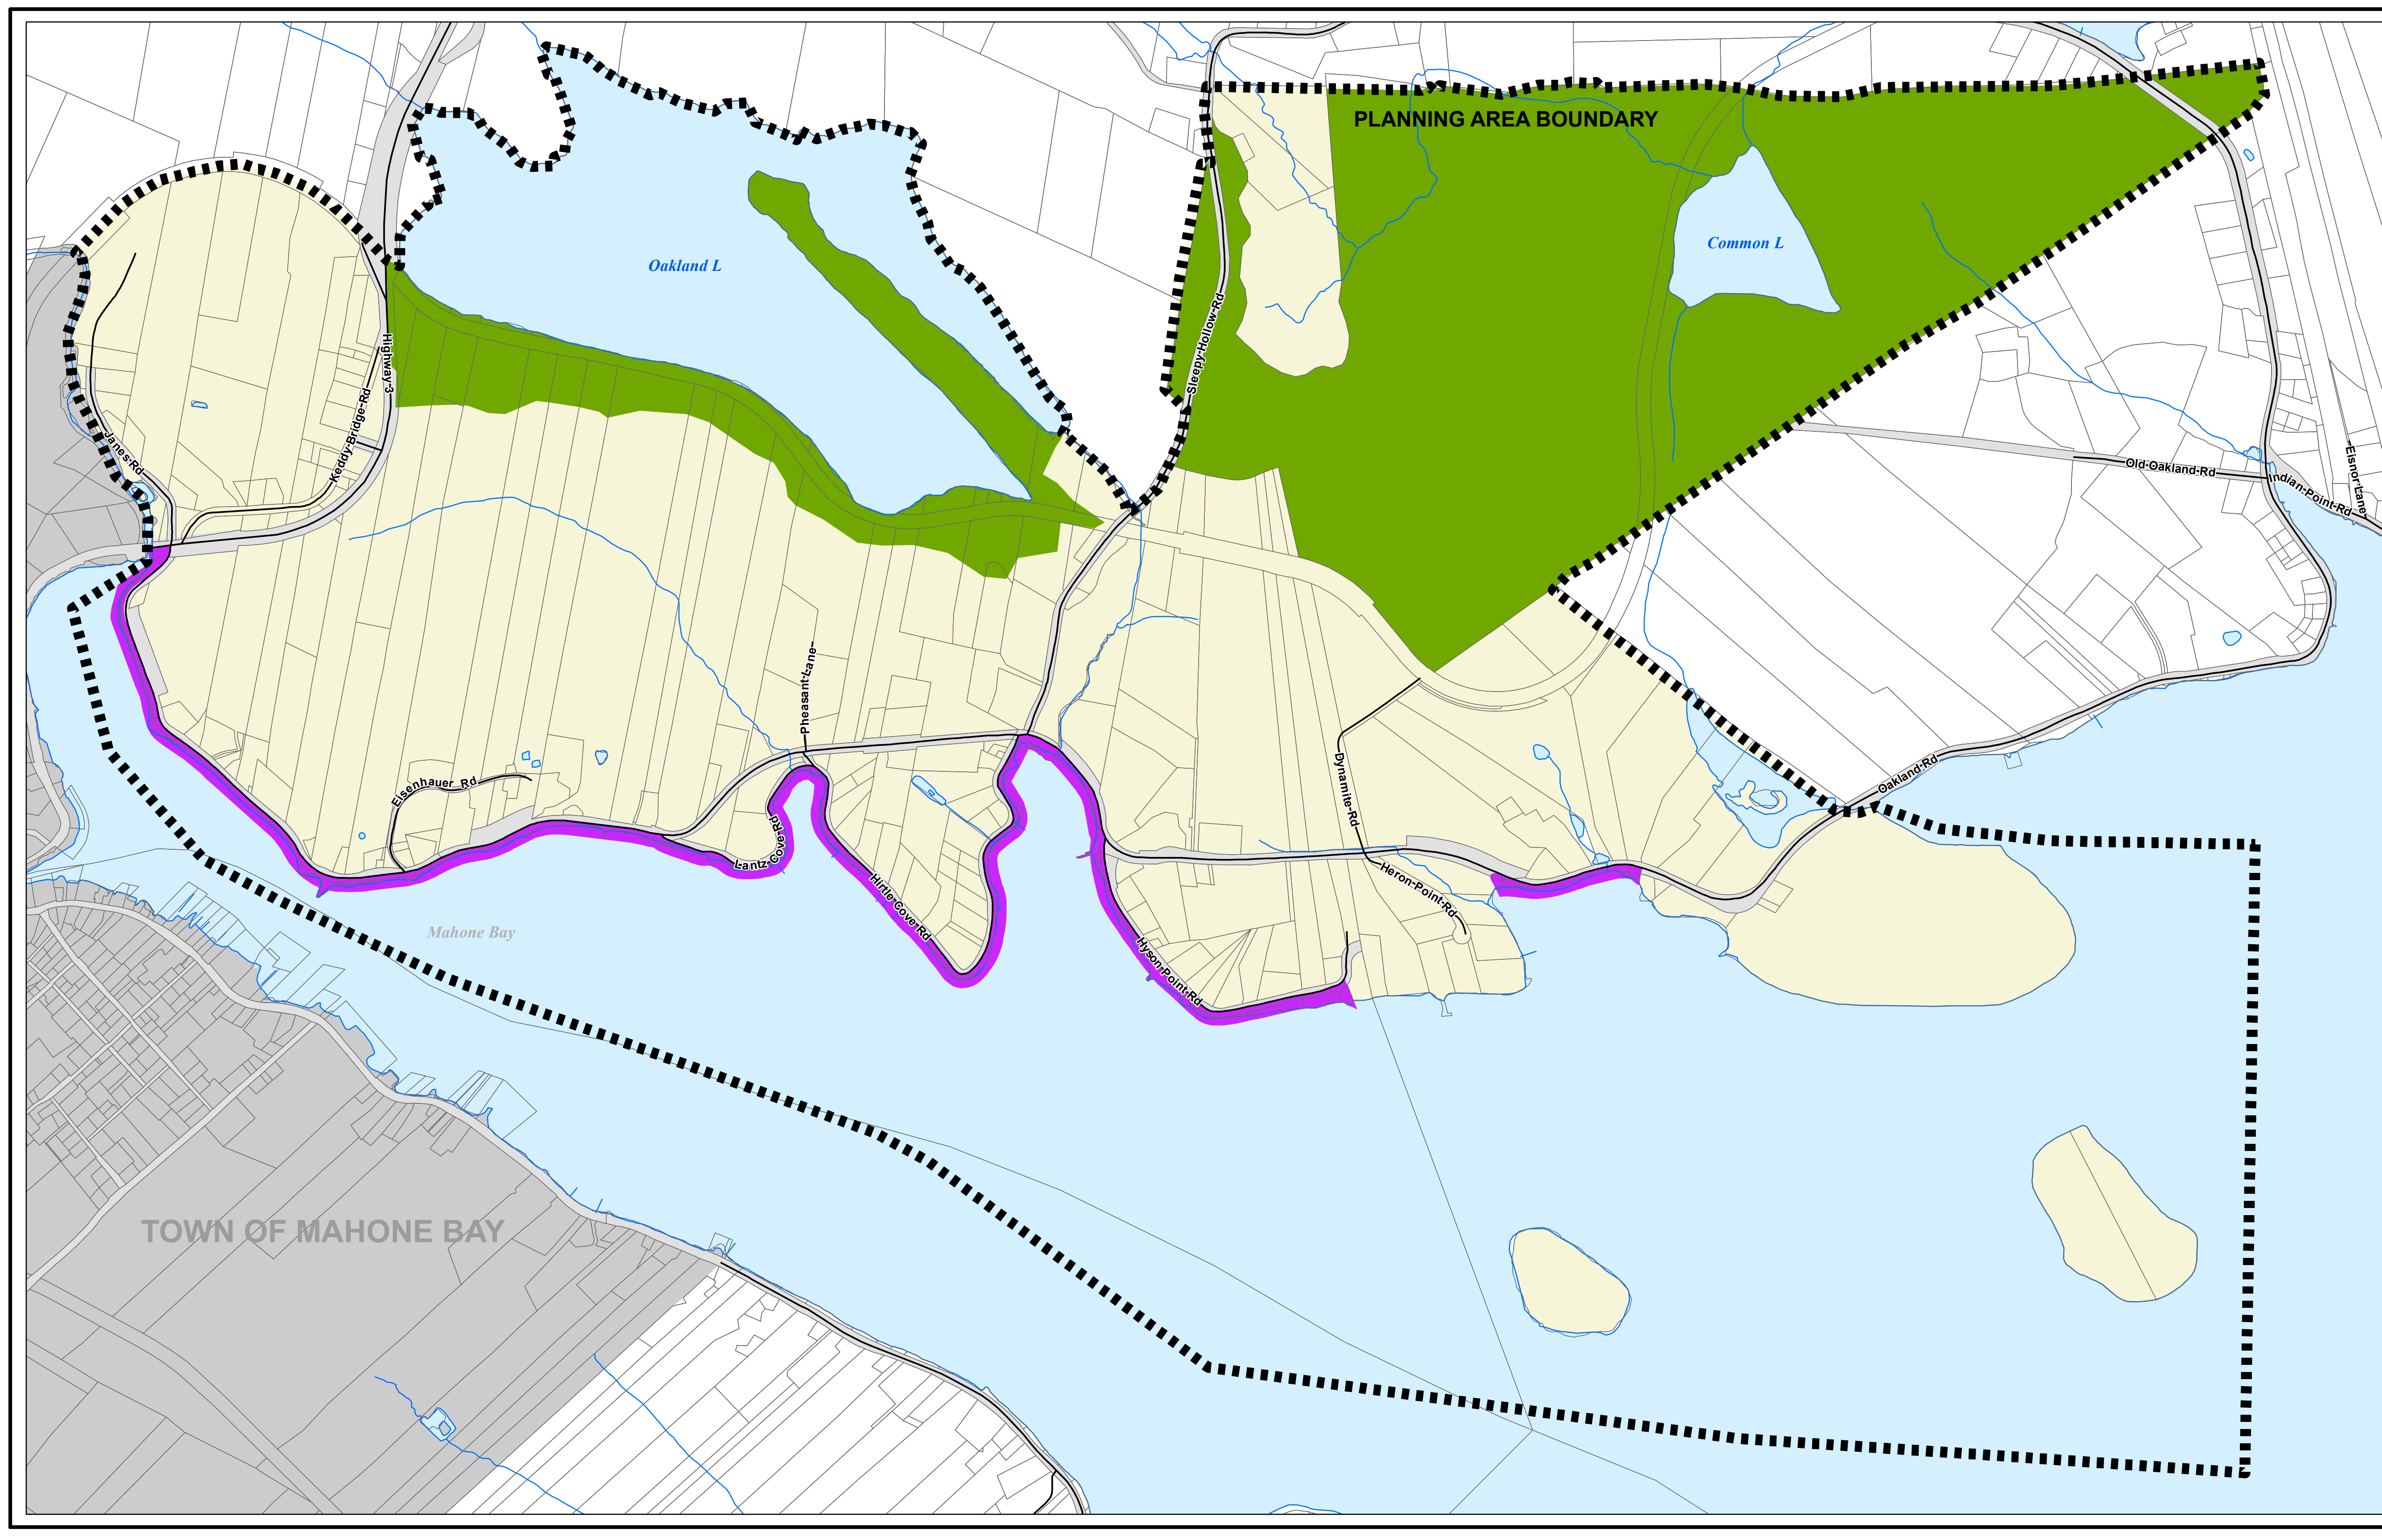 PLANNING AREA BOUNDARY
Common L
Oakland L
Sleepy Hollow Rd
Highway 3
Keddy Bridge Rd
Janes Rd
Old Oakland Rd
Indian Point Rd
Eisnor Lane
Pheasant Lane
Eisenhauer Rd
Dynamite Rd
Oakland Rd
Lantz Cove Rd
Hirtle Cove Rd
Heron Point Rd
Mahone Bay
Hyson Point Rd
TOWN OF MAHONE BAY